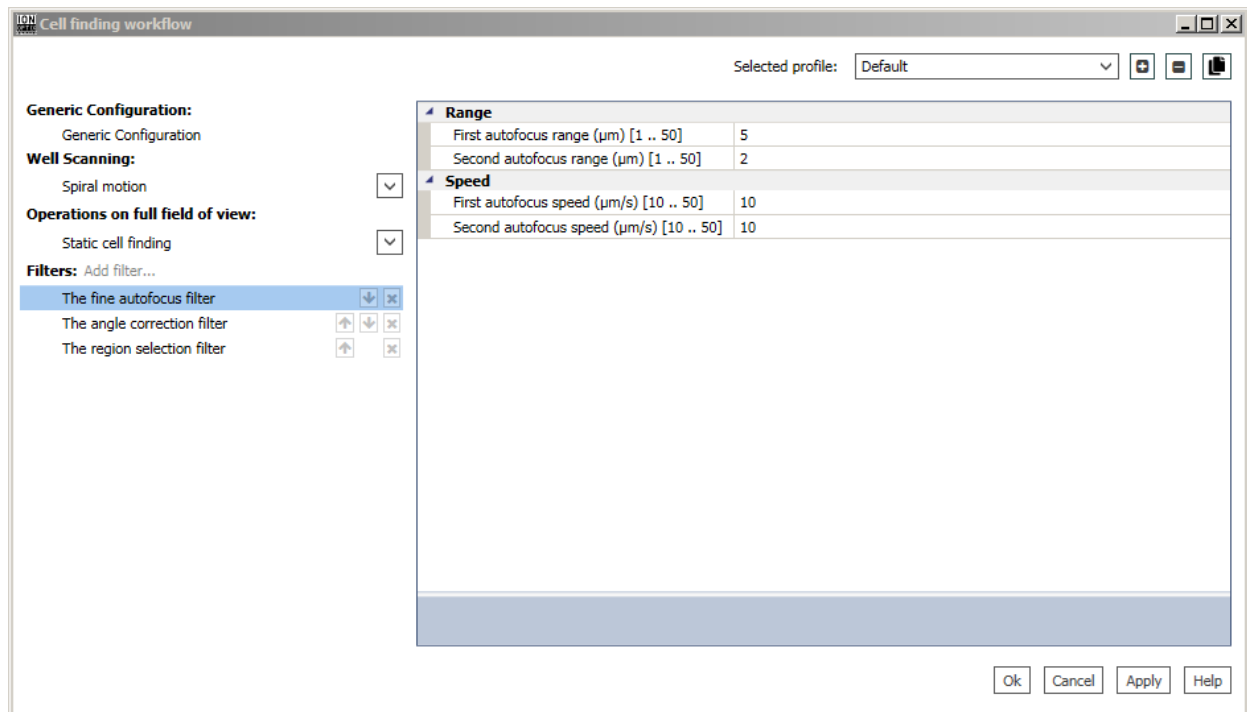 ION
Cell finding workflow
Selected profile: Default
Generic Configuration:
Generic Configuration
Well Scanning:
Spiral motion
Operations on full field of view:
Static cell finding
Filters: Add filter...
The fine autofocus filter
The angle correction filter
The region selection filter
Range
First autofocus range (µm) [1 .. 50] 5
Second autofocus range (µm) [1 .. 50] 2
Speed
First autofocus speed (µm/s) [10 .. 50] 10
Second autofocus speed (µm/s) [10 .. 50] 10
Ok Cancel Apply Help